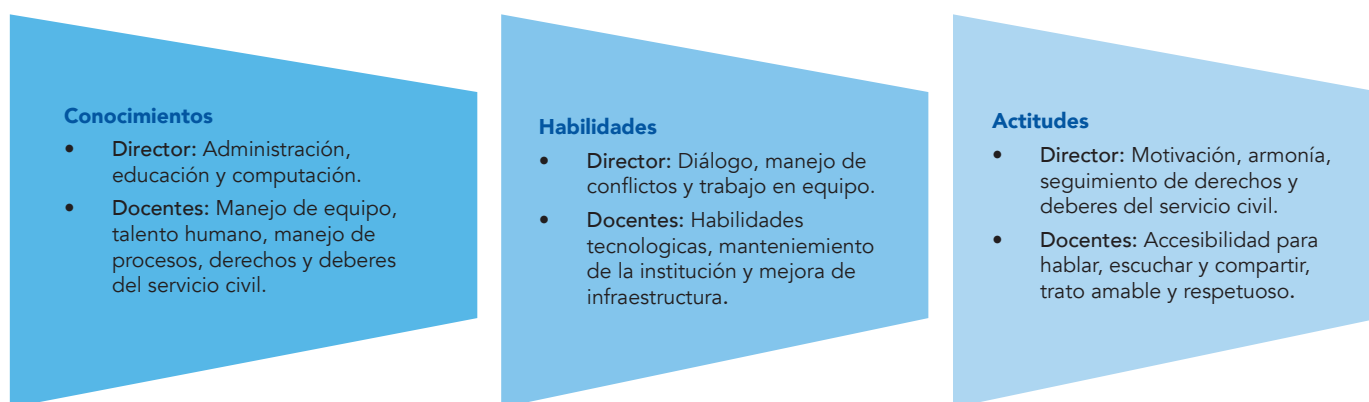 Conocimientos
• Director: Administración,
educación y computación.
• Docentes: Manejo de equipo,
talento humano, manejo de
procesos, derechos y deberes
del servicio civil.
Habilidades
• Director: Diálogo, manejo de
conflictos y trabajo en equipo.
• Docentes: Habilidades
tecnologicas, manteniemiento
de la institución y mejora de
infraestructura.
Actitudes
• Director: Motivación, armonía,
seguimiento de derechos y
deberes del servicio civil.
• Docentes: Accesibilidad para
hablar, escuchar y compartir,
trato amable y respetuoso.